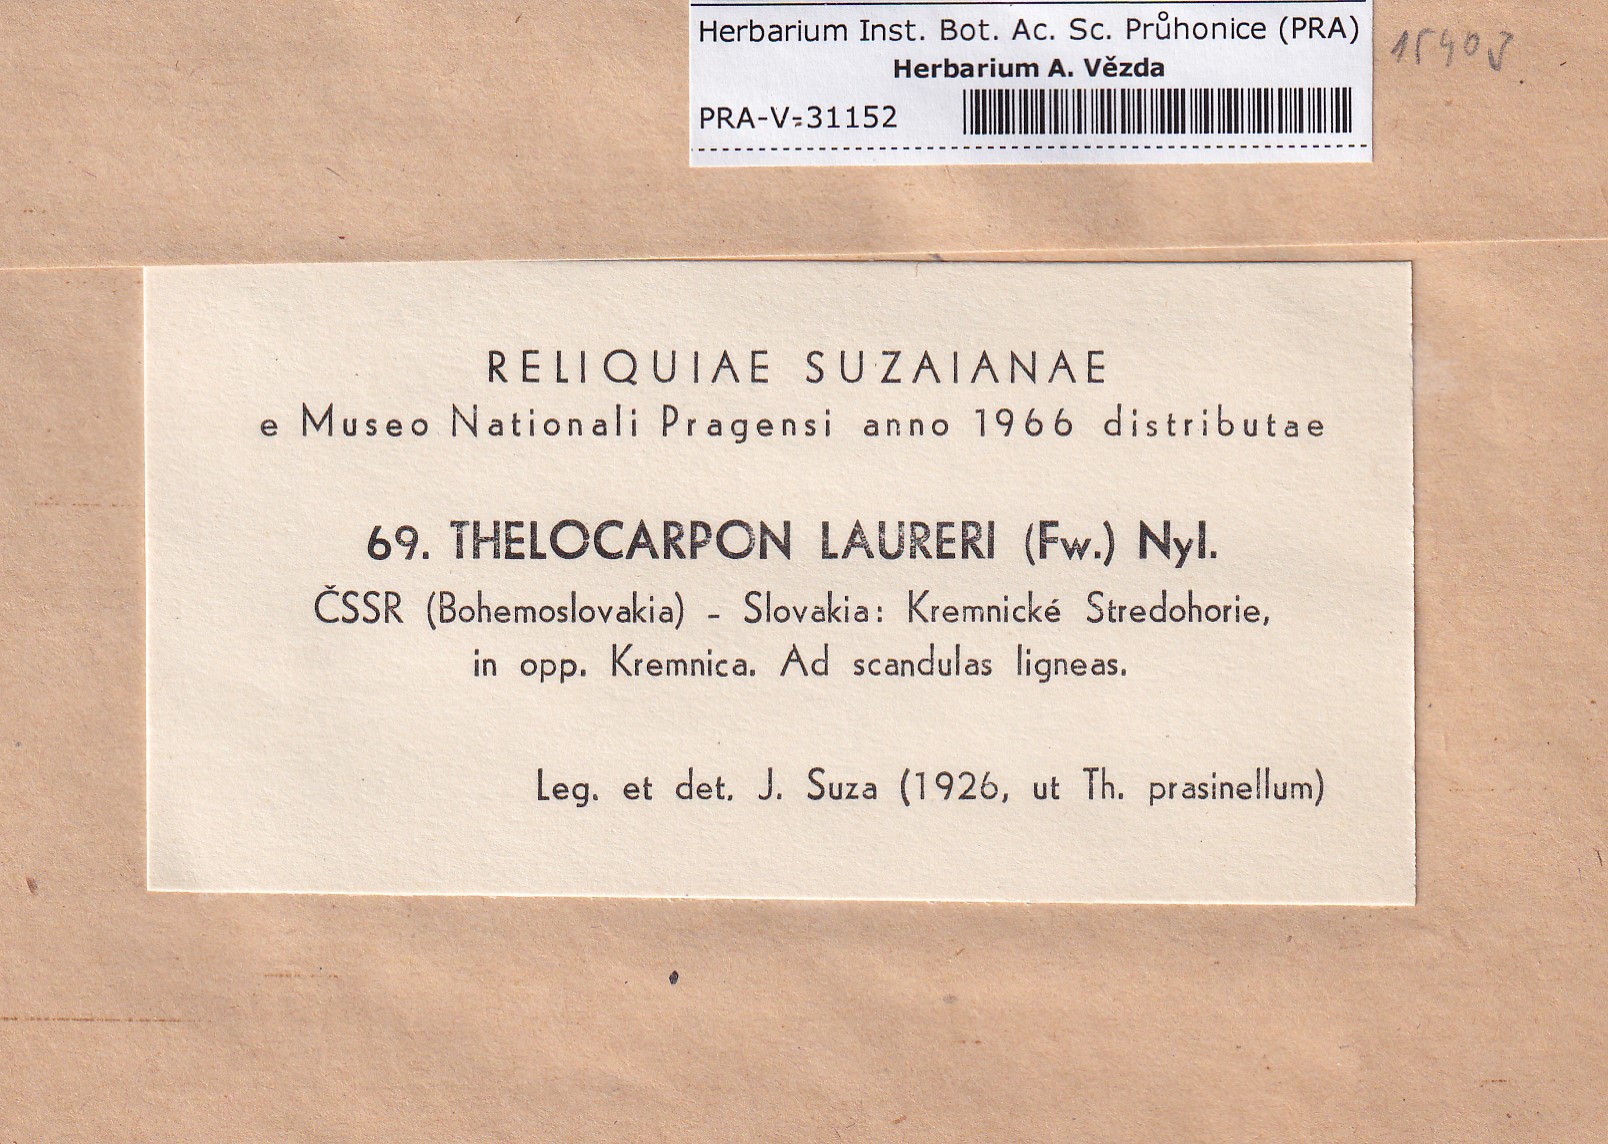 Herbarium Inst. Bot. Ac. Sc. Průhonice (PRA)
Herbarium A. Vězda
PRA-V-31152
RELIQUIAE SUZAIANAE
e Museo Nationali Pragensi anno 1966 distributae
69. THELOCARPON LAURERI (Fw.) Nyl.
ČSSR (Bohemoslovakia) - Slovakia: Kremnické Stredohorie,
in opp. Kremnica. Ad scandulas ligneas.
Leg. et det. J. Suza (1926, ut Th. prasinellum)